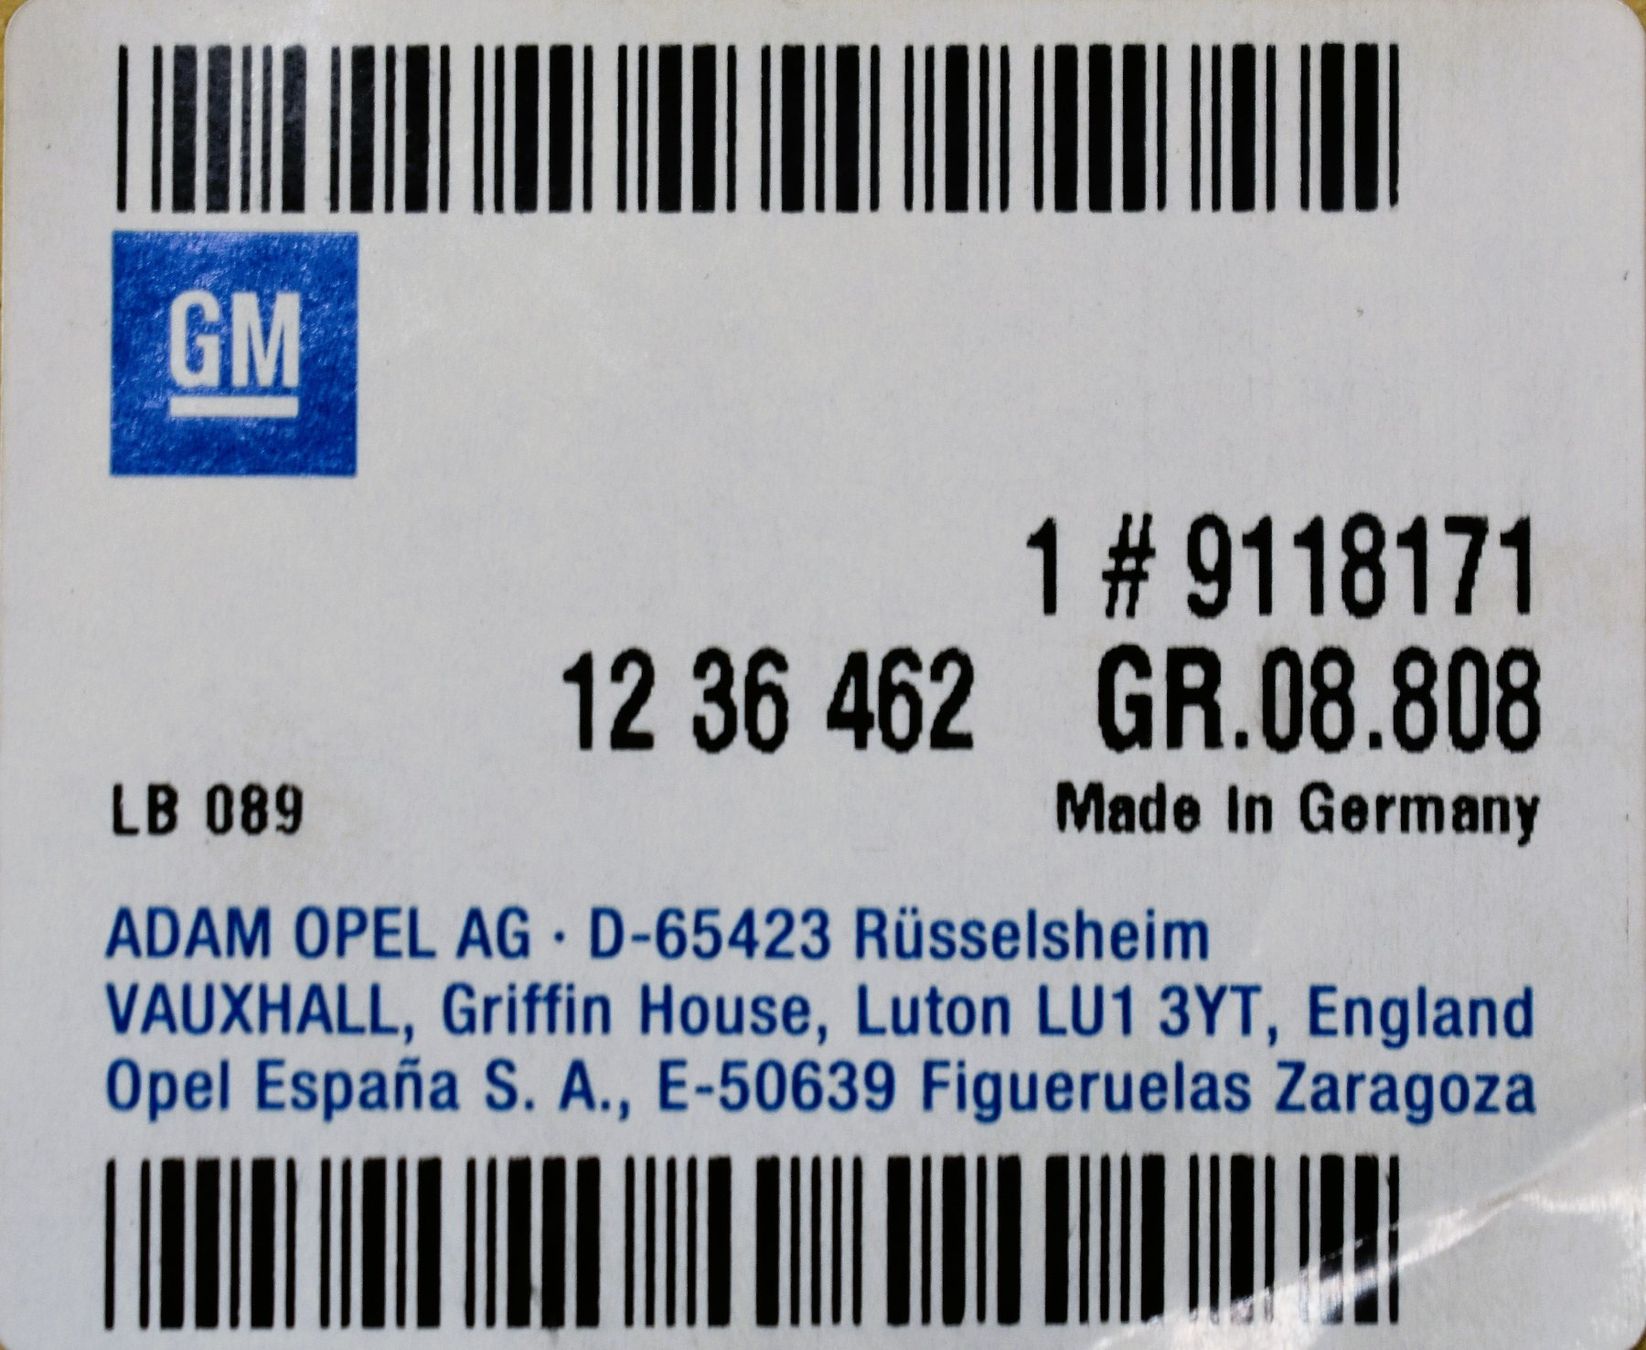 GM
1 # 9118171
12 36 462 GR.08.808
LB 089 Made In Germany
ADAM OPEL AG · D-65423 Rüsselsheim
VAUXHALL, Griffin House, Luton LU1 3YT, England
Opel España S. A., E-50639 Figueruelas Zaragoza